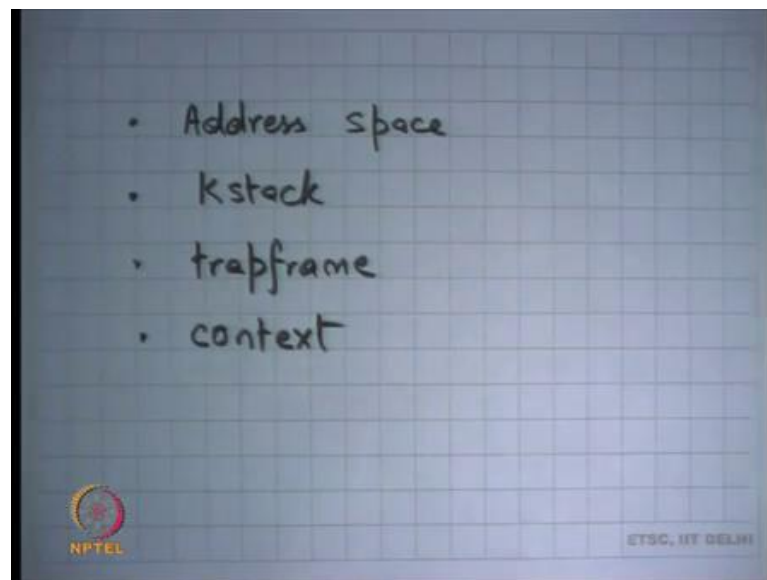 • Address space
• kstack
• trapframe
• context
NPTEL
ETSC, IIT DELHI